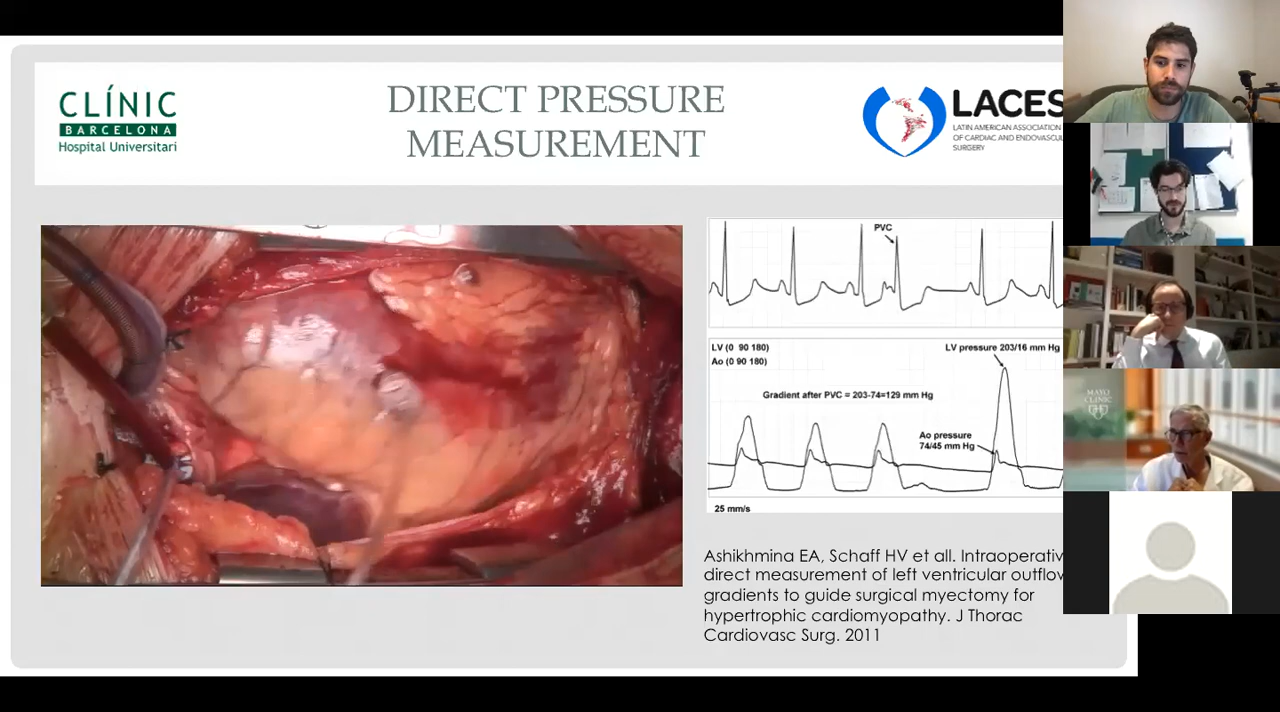 CLÍNIC
BARCELONA
Hospital Universitari
DIRECT PRESSURE
MEASUREMENT
LACES
LATIN AMERICAN ASSOCIATION
OF CARDIAC AND ENDOVASCUL
SURGERY
PVC
LV (0 90 180)
Ao (0 90 180)
LV pressure 203/16 mm Hg
Gradient after PVC = 203-74=129 mm Hg
Ao pressure
74/45 mm Hg
25 mm/s
Ashikhmina EA, Schaff HV et all. Intraoperativ
direct measurement of left ventricular outflow
gradients to guide surgical myectomy for
hypertrophic cardiomyopathy. J Thorac
Cardiovasc Surg. 2011
MAYO
CLINIC